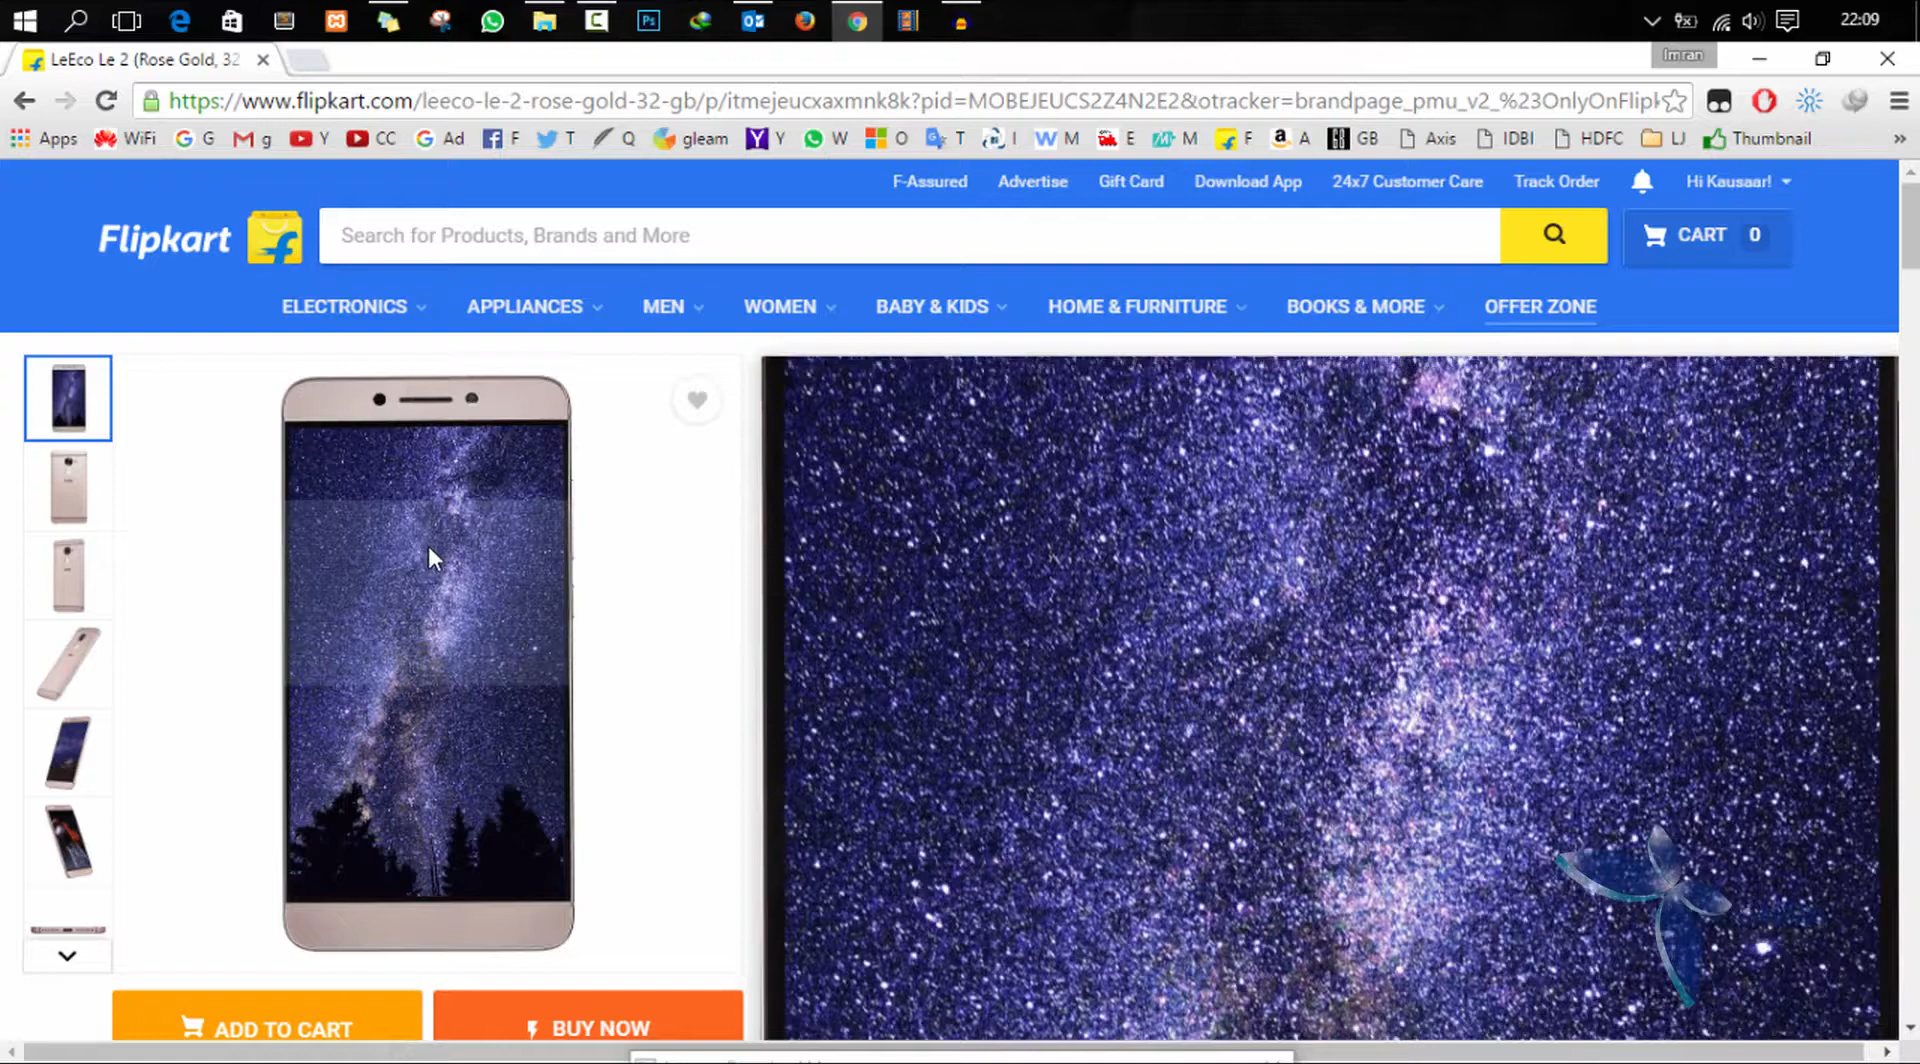 22:09
LeEco Le 2 (Rose Gold, 32
Imran
https://www.flipkart.com/leeco-le-2-rose-gold-32-gb/p/itmejeucxaxmnk8k?pid=MOBEJEUCS2Z4N2E2&otracker=brandpage_pmu_v2_%23OnlyOnFlipk
Apps WiFi G g Y CC Ad F T Q gleam Y W O T I M E M F A GB Axis IDBI HDFC LJ Thumbnail »
F-Assured Advertise Gift Card Download App 24x7 Customer Care Track Order Hi Kausaar!
Flipkart Search for Products, Brands and More CART 0
ELECTRONICS APPLIANCES MEN WOMEN BABY & KIDS HOME & FURNITURE BOOKS & MORE OFFER ZONE
ADD TO CART BUY NOW